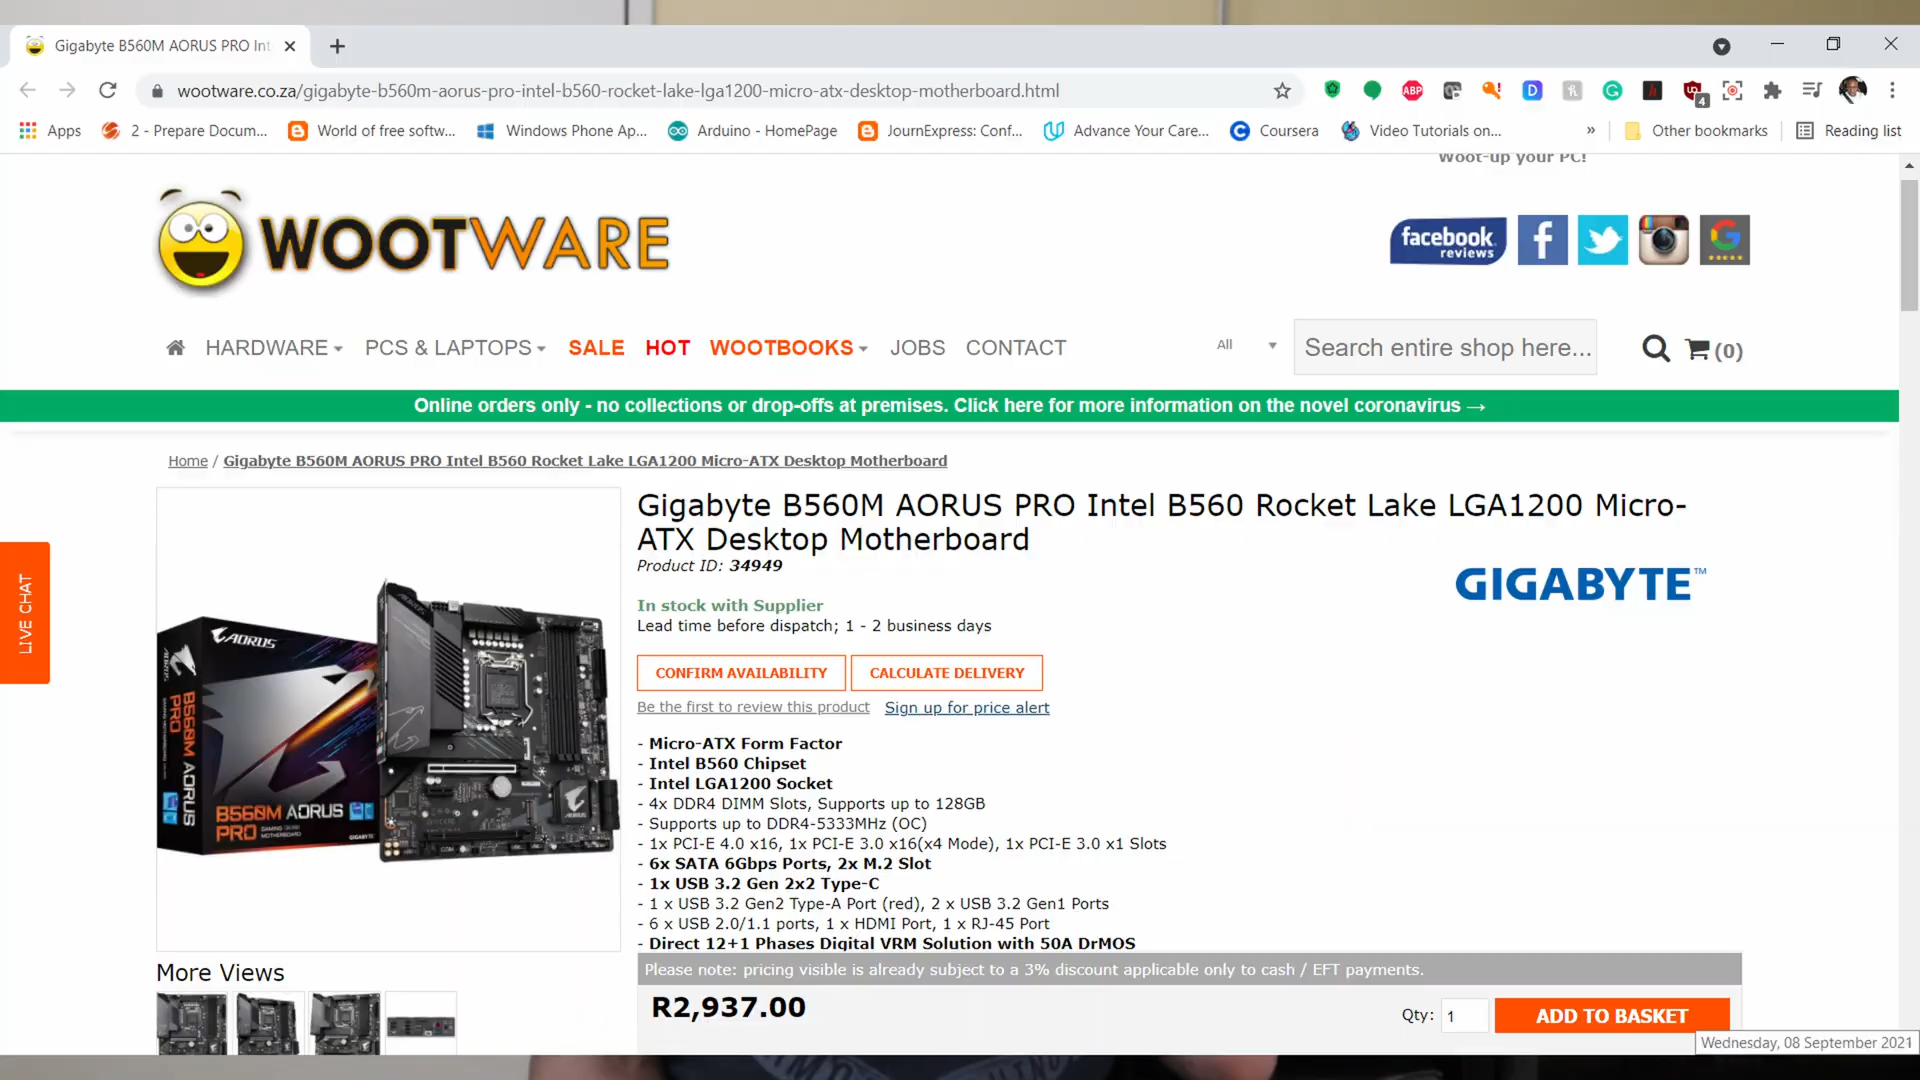 Gigabyte B560M AORUS PRO Int
wootware.co.za/gigabyte-b560m-aorus-pro-intel-b560-rocket-lake-lga1200-micro-atx-desktop-motherboard.html
ABP
D
4
Apps
2 - Prepare Docum...
World of free softw...
Windows Phone Ap...
Arduino - HomePage
JournExpress: Conf...
Advance Your Care...
Coursera
Video Tutorials on...
»
Other bookmarks
Reading list
Woot-up your PC!
WOOTWARE
facebook reviews
HARDWARE
PCS & LAPTOPS
SALE
HOT
WOOTBOOKS
JOBS
CONTACT
All
Search entire shop here...
(0)
Online orders only - no collections or drop-offs at premises. Click here for more information on the novel coronavirus →
Home / Gigabyte B560M AORUS PRO Intel B560 Rocket Lake LGA1200 Micro-ATX Desktop Motherboard
Gigabyte B560M AORUS PRO Intel B560 Rocket Lake LGA1200 Micro-
ATX Desktop Motherboard
Product ID: 34949
GIGABYTE™
In stock with Supplier
Lead time before dispatch; 1 - 2 business days
CONFIRM AVAILABILITY
CALCULATE DELIVERY
Be the first to review this product
Sign up for price alert
LIVE CHAT
AORUS
B560M AORUS
PRO
B560M AORUS
PRO
GIGABYTE
- Micro-ATX Form Factor
- Intel B560 Chipset
- Intel LGA1200 Socket
- 4x DDR4 DIMM Slots, Supports up to 128GB
- Supports up to DDR4-5333MHz (OC)
- 1x PCI-E 4.0 x16, 1x PCI-E 3.0 x16(x4 Mode), 1x PCI-E 3.0 x1 Slots
- 6x SATA 6Gbps Ports, 2x M.2 Slot
- 1x USB 3.2 Gen 2x2 Type-C
- 1 x USB 3.2 Gen2 Type-A Port (red), 2 x USB 3.2 Gen1 Ports
- 6 x USB 2.0/1.1 ports, 1 x HDMI Port, 1 x RJ-45 Port
- Direct 12+1 Phases Digital VRM Solution with 50A DrMOS
Please note: pricing visible is already subject to a 3% discount applicable only to cash / EFT payments.
More Views
R2,937.00
Qty: 1
ADD TO BASKET
Wednesday, 08 September 2021